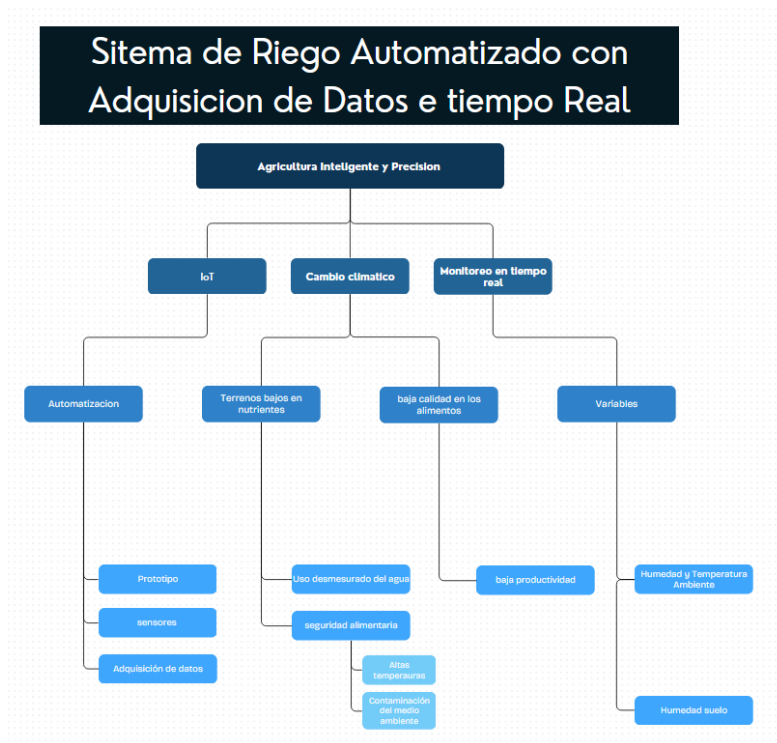 Sitema de Riego Automatizado con
Adquisicion de Datos e tiempo Real
Agricultura Inteligente y Precision
IoT
Cambio climatico
Monitoreo en tiempo
real
Automatizacion
Terrenos bajos en
nutrientes
baja calidad en los
alimentos
Variables
Prototipo
Uso desmesurado del agua
baja productividad
Humedad y Temperatura
Ambiente
sensores
seguridad alimentaria
Adquisición de datos
Altas
temperauras
Contaminación
del medio
ambiente
Humedad suelo